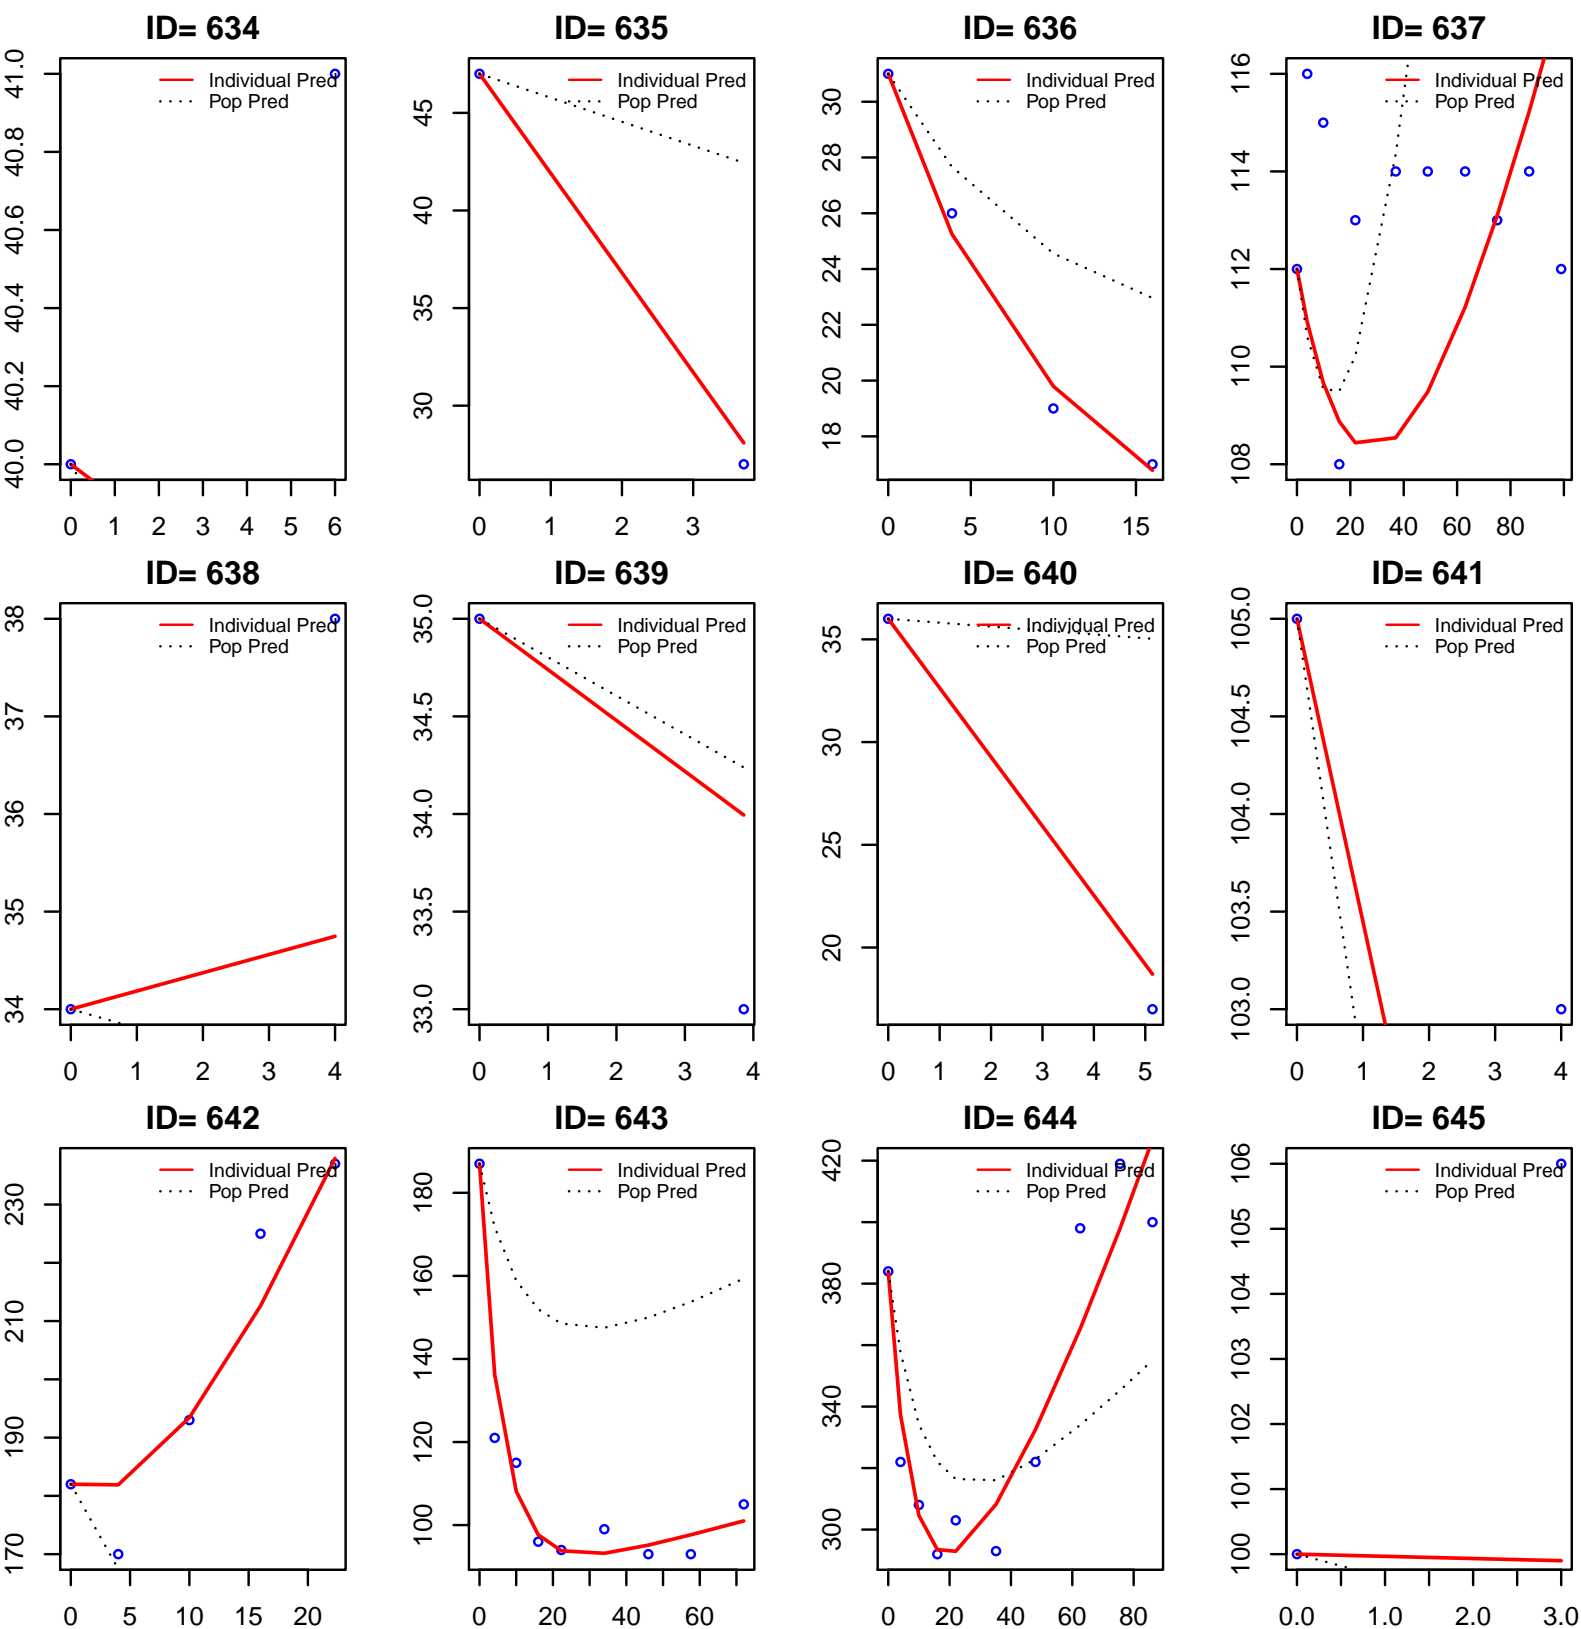 ID= 634
Individual Pred
Pop Pred
41.0
40.8
40.6
40.4
40.2
40.0
0 1 2 3 4 5 6
ID= 635
Individual Pred
Pop Pred
45
40
35
30
0 1 2 3
ID= 636
Individual Pred
Pop Pred
30
28
26
24
22
20
18
0 5 10 15
ID= 637
Individual Pred
Pop Pred
116
114
112
110
108
0 20 40 60 80
ID= 638
Individual Pred
Pop Pred
38
37
36
35
34
0 1 2 3 4
ID= 639
Individual Pred
Pop Pred
35.0
34.5
34.0
33.5
33.0
0 1 2 3 4
ID= 640
Individual Pred
Pop Pred
35
30
25
20
0 1 2 3 4 5
ID= 641
Individual Pred
Pop Pred
105.0
104.5
104.0
103.5
103.0
0 1 2 3 4
ID= 642
Individual Pred
Pop Pred
230
210
190
170
0 5 10 15 20
ID= 643
Individual Pred
Pop Pred
180
160
140
120
100
0 20 40 60
ID= 644
Individual Pred
Pop Pred
420
380
340
300
0 20 40 60 80
ID= 645
Individual Pred
Pop Pred
106
105
104
103
102
101
100
0.0 1.0 2.0 3.0